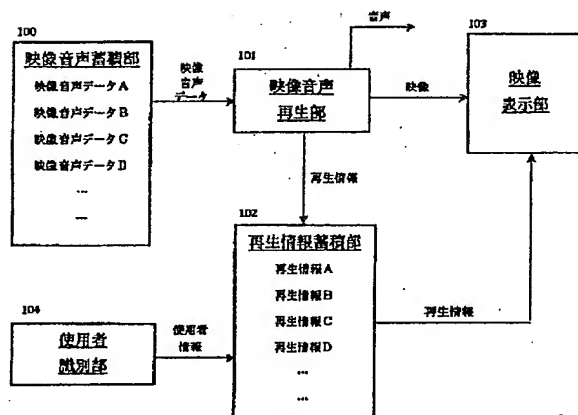 100
映像音声蓄積部
映像音声データA
映像音声データB
映像音声データC
映像音声データD
...
...
映像
音声
データ
101
映像音声
再生部
音声
映像
103
映像
表示部
再生情報
102
再生情報蓄積部
再生情報A
再生情報B
再生情報C
再生情報D
...
...
再生情報
104
使用者
識別部
使用者
情報